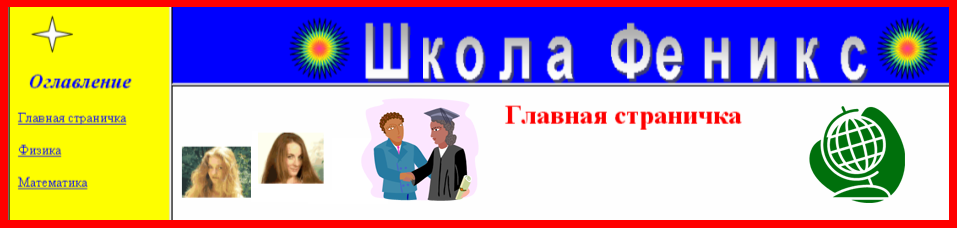 Школа Феникс
Оглавление
Главная страничка
Физика
Математика
Главная страничка